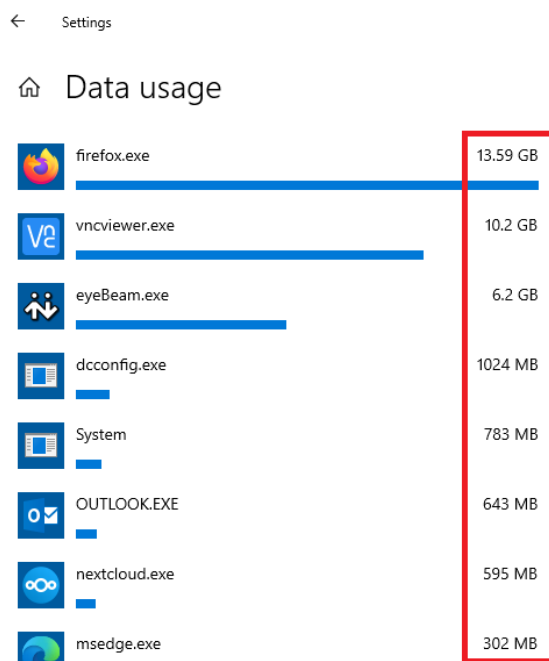 Settings
Data usage
firefox.exe 13.59 GB
vncviewer.exe 10.2 GB
eyeBeam.exe 6.2 GB
dcconfig.exe 1024 MB
System 783 MB
OUTLOOK.EXE 643 MB
nextcloud.exe 595 MB
msedge.exe 302 MB